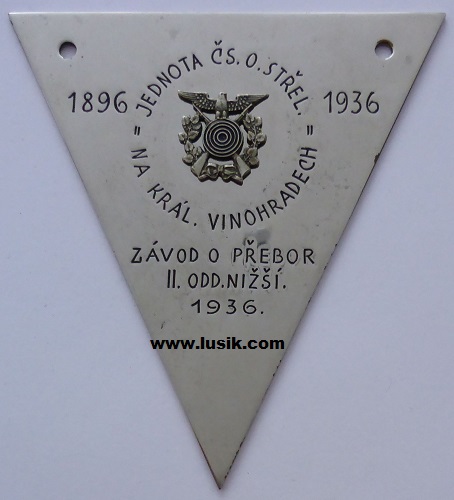 1896 1936
JEDNOTA ČS. O. STŘEL.
= NA KRÁL. VINOHRADECH =
ZÁVOD O PŘEBOR
II. ODD. NIŽŠÍ.
1936.
www.lusik.com